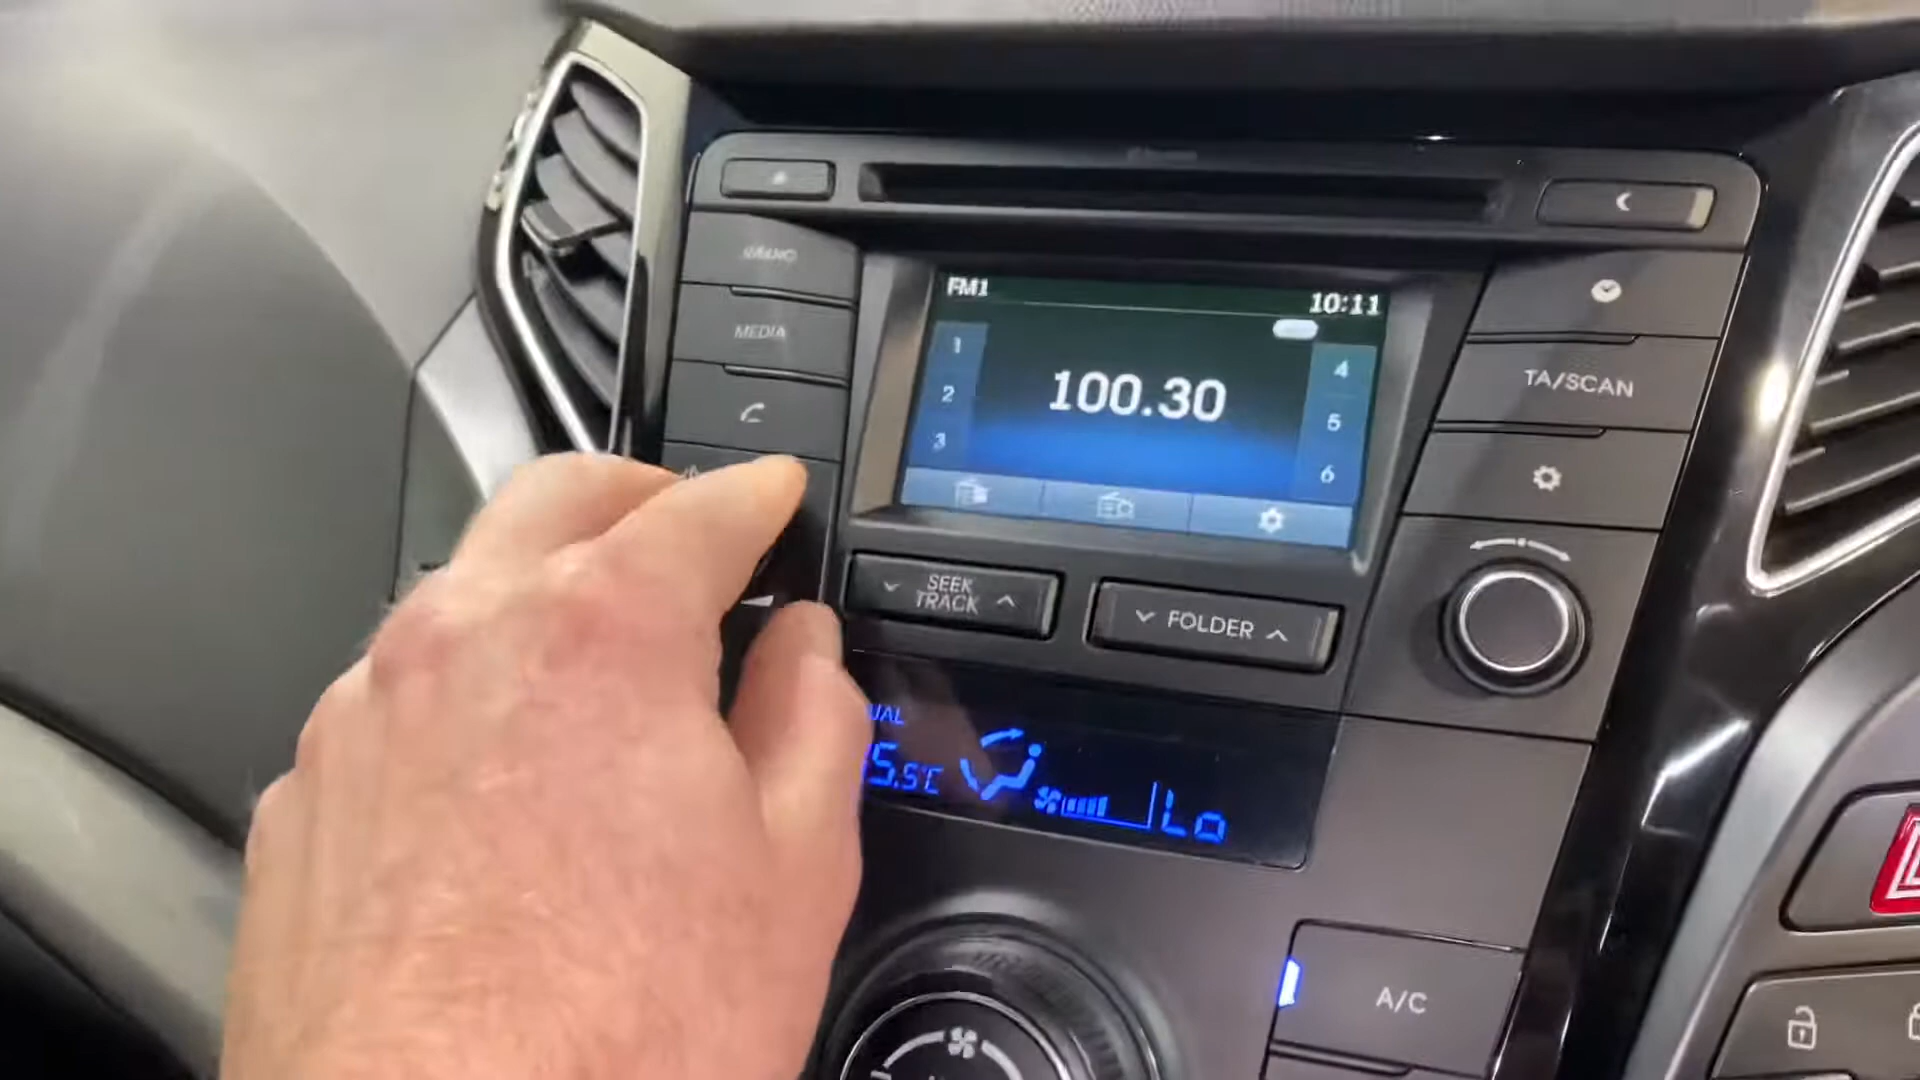 FM1
10:11
1
2
3
100.30
4
5
6
MEDIA
TA/SCAN
SEEK
TRACK
FOLDER
5.5°C
Lo
A/C